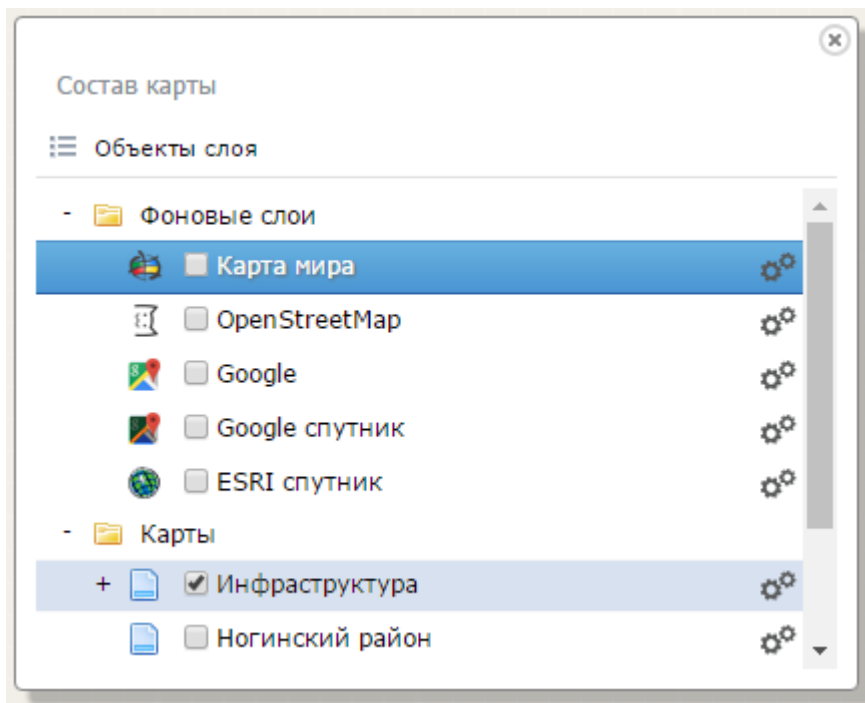 Состав карты
Объекты слоя
- Фоновые слои
Карта мира
OpenStreetMap
Google
Google спутник
ESRI спутник
- Карты
+ Инфраструктура
Ногинский район